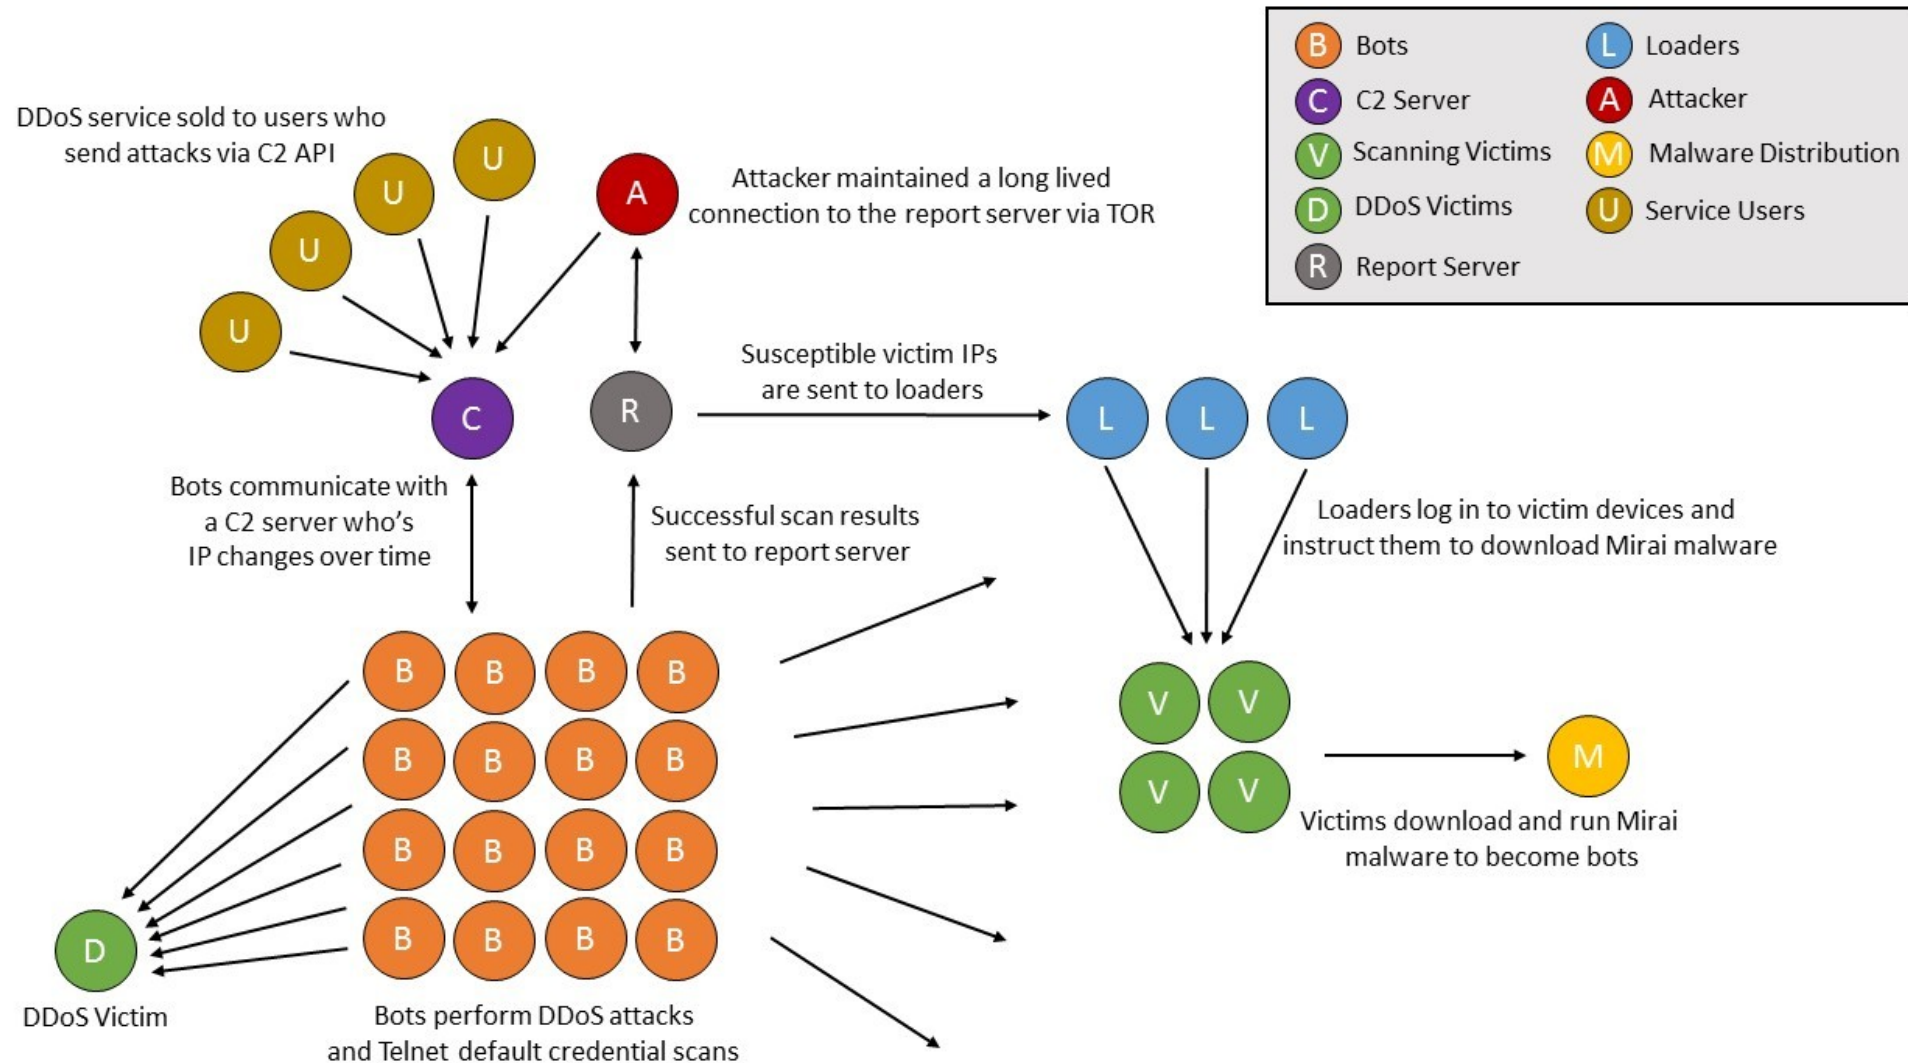 B Bots
L Loaders
C C2 Server
A Attacker
V Scanning Victims
M Malware Distribution
D DDoS Victims
U Service Users
R Report Server
DDoS service sold to users who
send attacks via C2 API
U
U
U
U
A
Attacker maintained a long lived
connection to the report server via TOR
C
R
Susceptible victim IPs
are sent to loaders
L L L
Bots communicate with
a C2 server who's
IP changes over time
Successful scan results
sent to report server
Loaders log in to victim devices and
instruct them to download Mirai malware
B B B B
B B B B
B B B B
B B B B
V V
V V
M
Victims download and run Mirai
malware to become bots
D
DDoS Victim
Bots perform DDoS attacks
and Telnet default credential scans